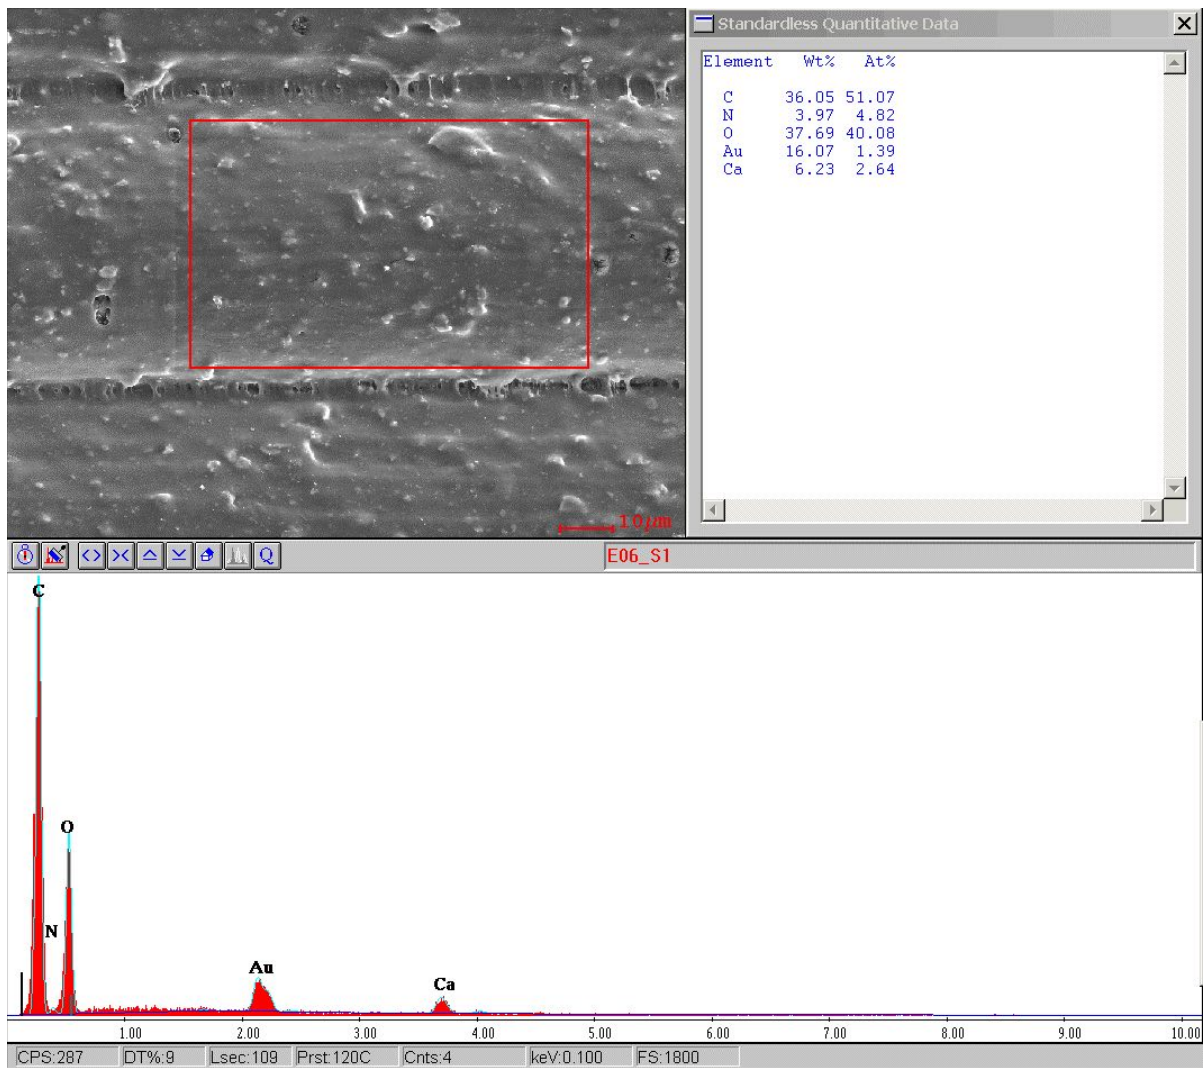 Standardless Quantitative Data
Element Wt% At%
C 36.05 51.07
N 3.97 4.82
O 37.69 40.08
Au 16.07 1.39
Ca 6.23 2.64
10μm
Q
E06_S1
C
O
N
Au
Ca
1.00 2.00 3.00 4.00 5.00 6.00 7.00 8.00 9.00 10.00
CPS:287 DT%:9 Lsec:109 Prst:120C Cnts:4 keV:0.100 FS:1800